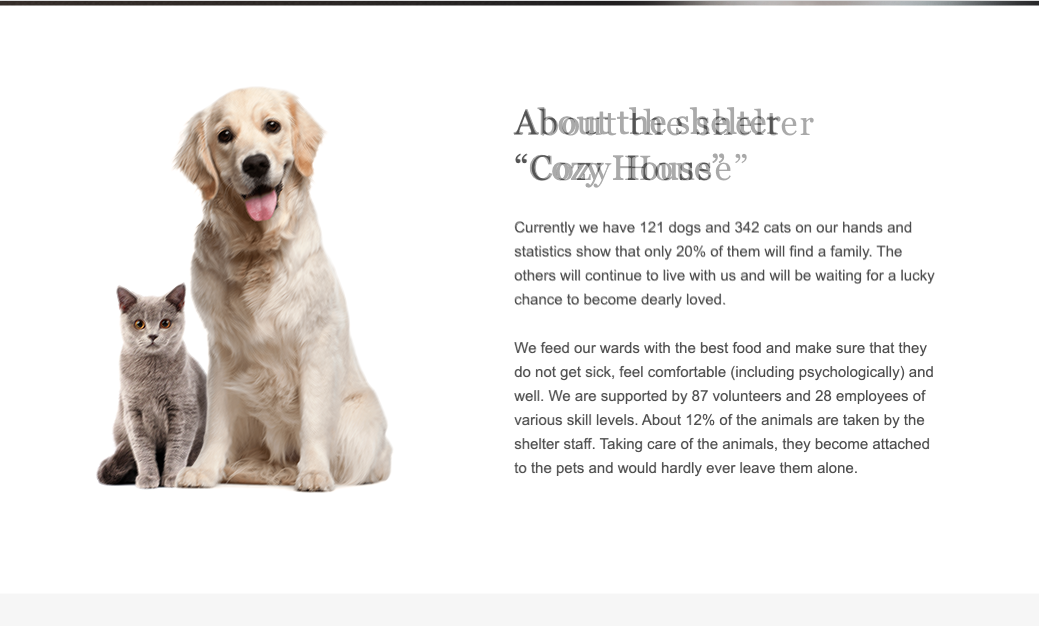 About the shelter
“Cozy House”
Currently we have 121 dogs and 342 cats on our hands and
statistics show that only 20% of them will find a family. The
others will continue to live with us and will be waiting for a lucky
chance to become dearly loved.
We feed our wards with the best food and make sure that they
do not get sick, feel comfortable (including psychologically) and
well. We are supported by 87 volunteers and 28 employees of
various skill levels. About 12% of the animals are taken by the
shelter staff. Taking care of the animals, they become attached
to the pets and would hardly ever leave them alone.